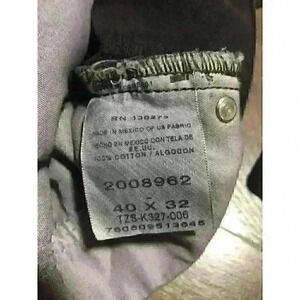 RN 130273
MADE IN MEXICO OF US FABRIC
HECHO EN MEXICO CON TELA DE
EE.UU.
100% COTTON / ALGODON
2008962
40 X 32
TZS-K327-006